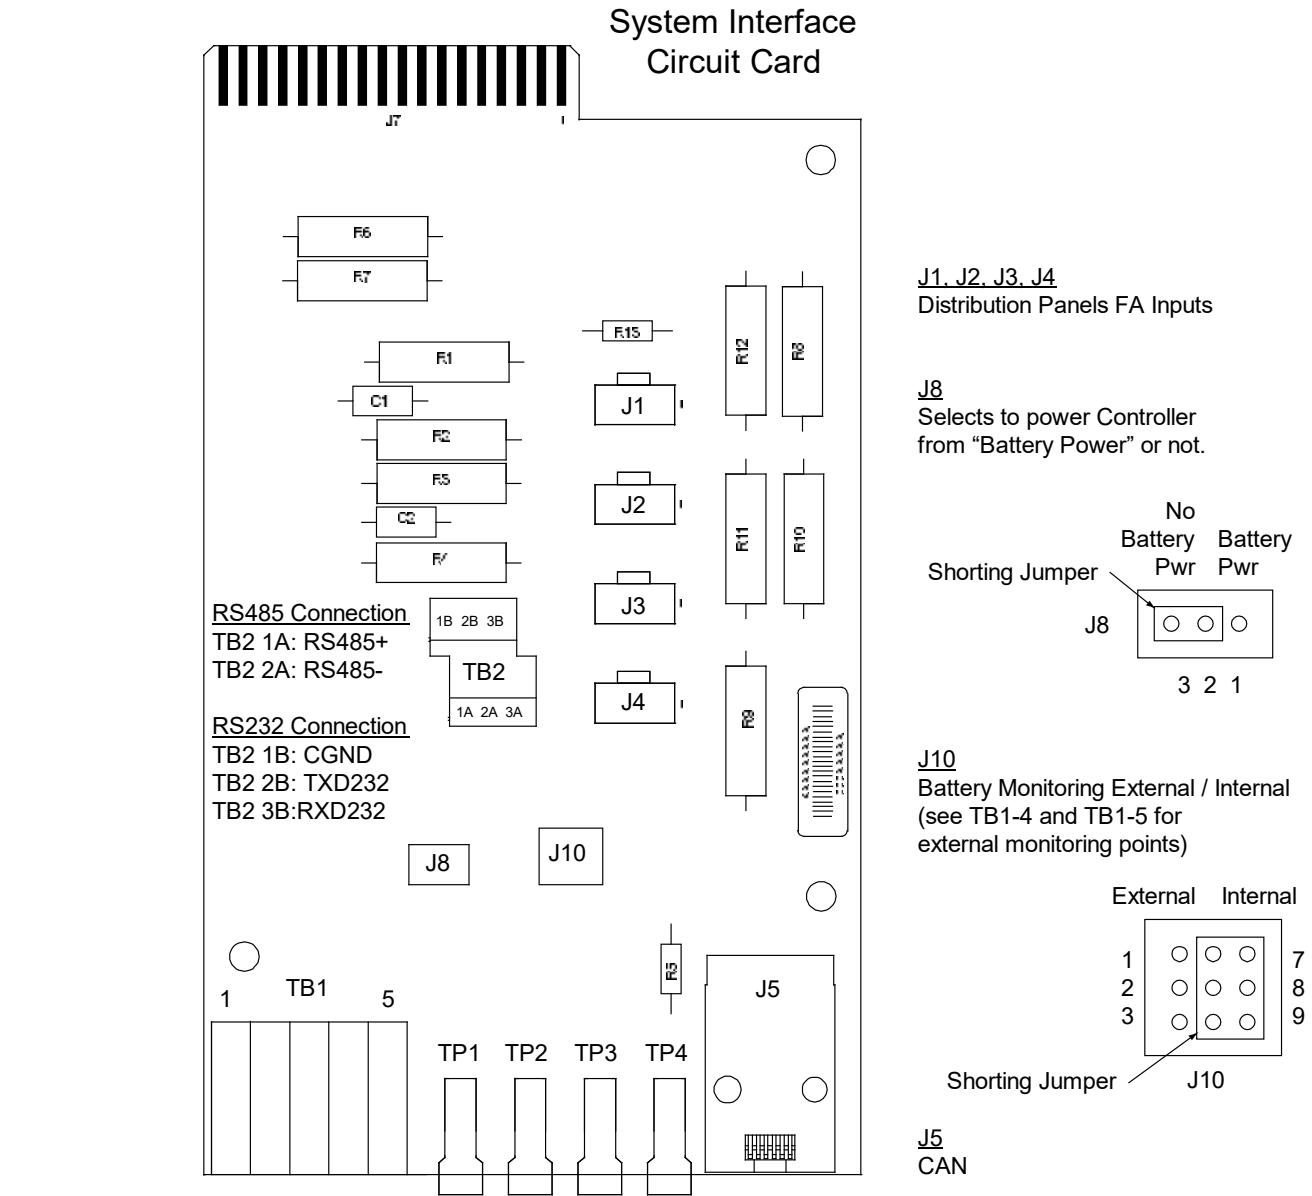 System Interface
Circuit Card
J7
R6
R7
R15
R1
R12
C1
J1
R2
R5
J2
C2
R11
R10
J3
RS485 Connection
TB2 1A: RS485+
TB2 2A: RS485-
1B 2B 3B
TB2
1A 2A 3A
J4
R9
RS232 Connection
TB2 1B: CGND
TB2 2B: TXD232
TB2 3B:RXD232
J8
J10
TB1
1
5
J5
TP1 TP2 TP3 TP4
J1, J2, J3, J4
Distribution Panels FA Inputs
J8
Selects to power Controller
from “Battery Power” or not.
No
Battery Battery
Pwr Pwr
Shorting Jumper
J8
3 2 1
J10
Battery Monitoring External / Internal
(see TB1-4 and TB1-5 for
external monitoring points)
External Internal
1 7
2 8
3 9
Shorting Jumper
J10
J5
CAN